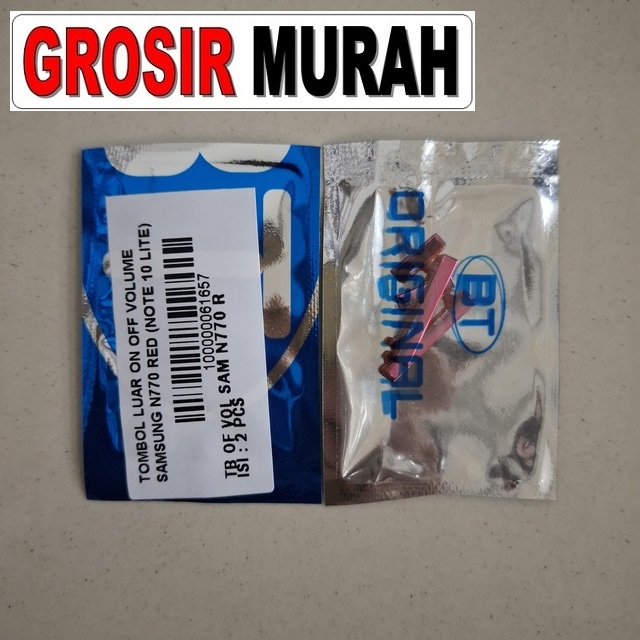 GROSIR MURAH
TOMBOL LUAR ON OFF VOLUME
SAMSUNG N770 RED (NOTE 10 LITE)
100000061657
TB OF VOL SAM N770 R
ISI : 2 PCS
BT
ORIGINAL